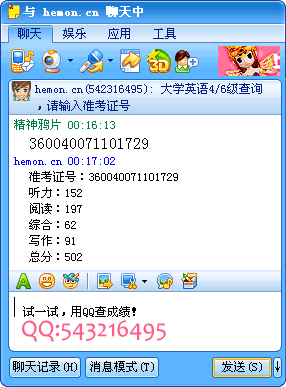 与 hemon.cn 聊天中
聊天 娱乐 应用 工具
hemon.cn(542316495): 大学英语4/6级查询
，请输入准考证号
精神鸦片 00:16:13
360040071101729
hemon.cn 00:17:02
准考证号：360040071101729
听力：152
阅读：197
综合：62
写作：91
总分：502
试一试，用QQ查成绩!
QQ:543216495
聊天记录(H) 消息模式(T) 发送(S)